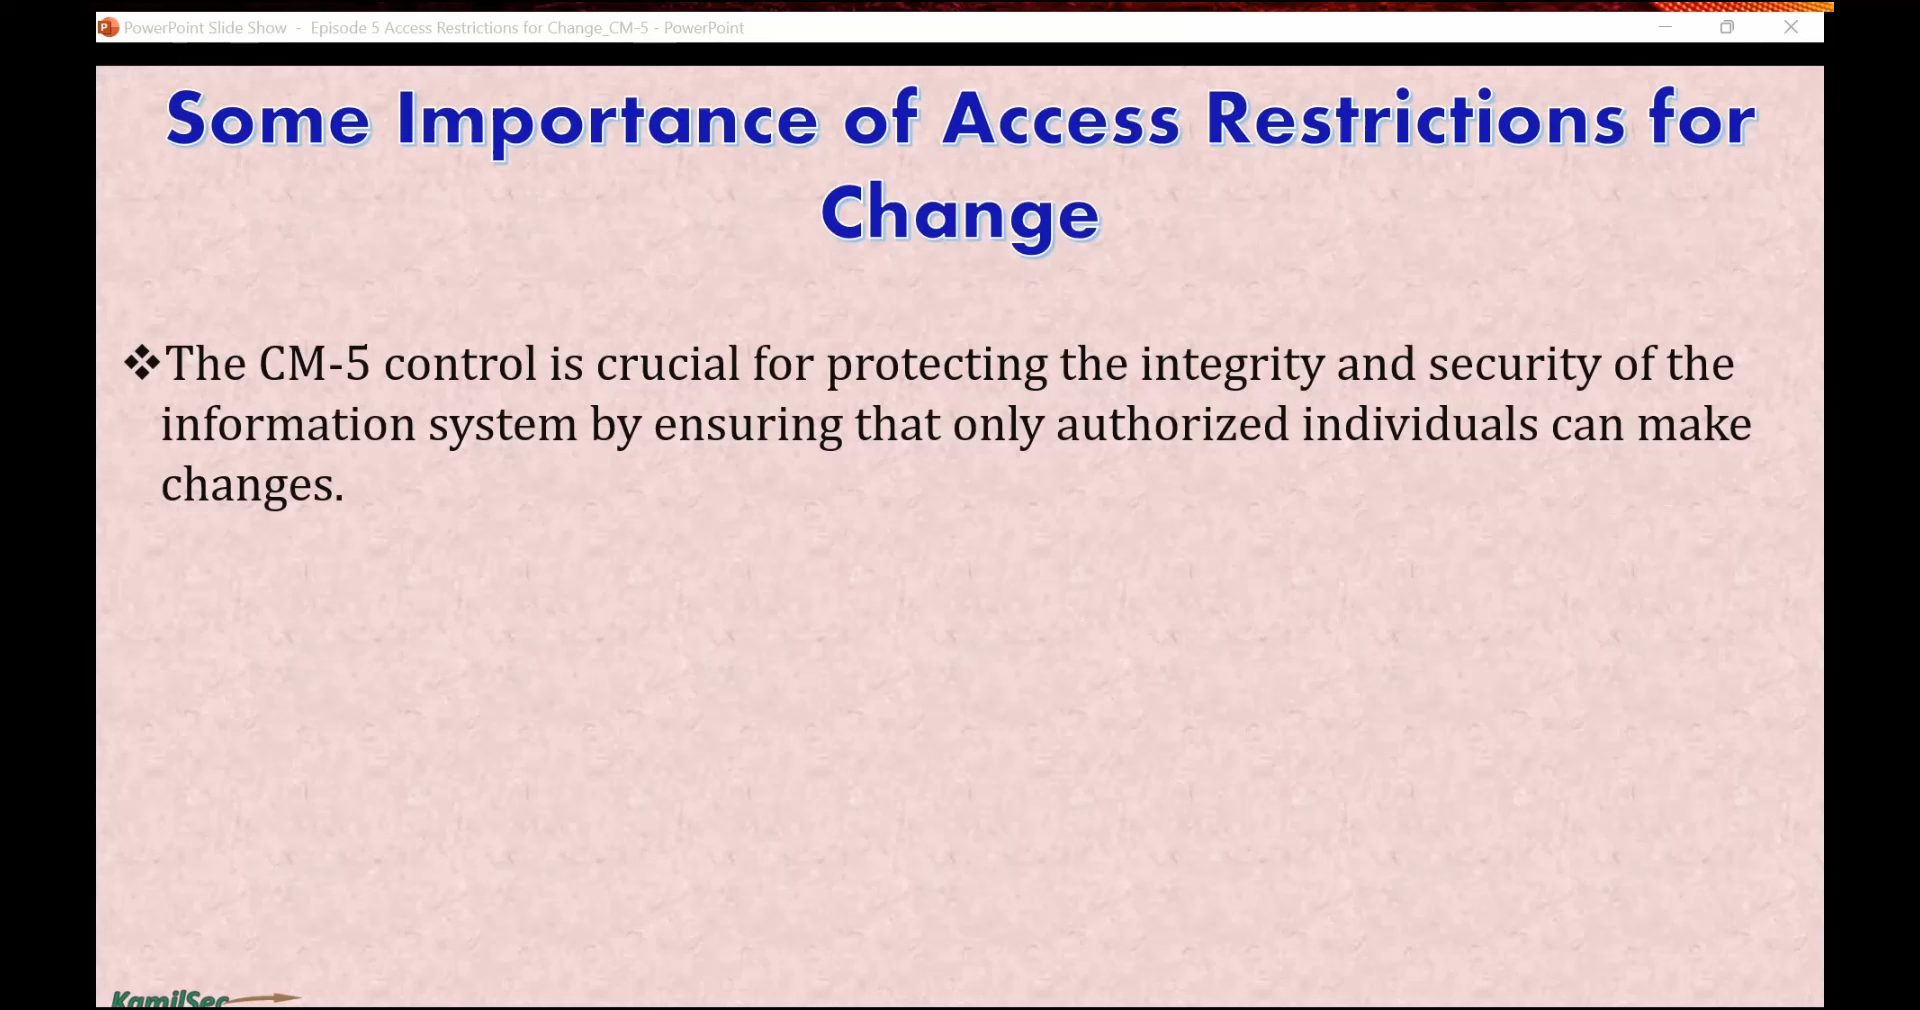 PowerPoint Slide Show - Episode 5 Access Restrictions for Change_CM-5 - PowerPoint
Some Importance of Access Restrictions for
Change
❖The CM-5 control is crucial for protecting the integrity and security of the
information system by ensuring that only authorized individuals can make
changes.
KamilSec